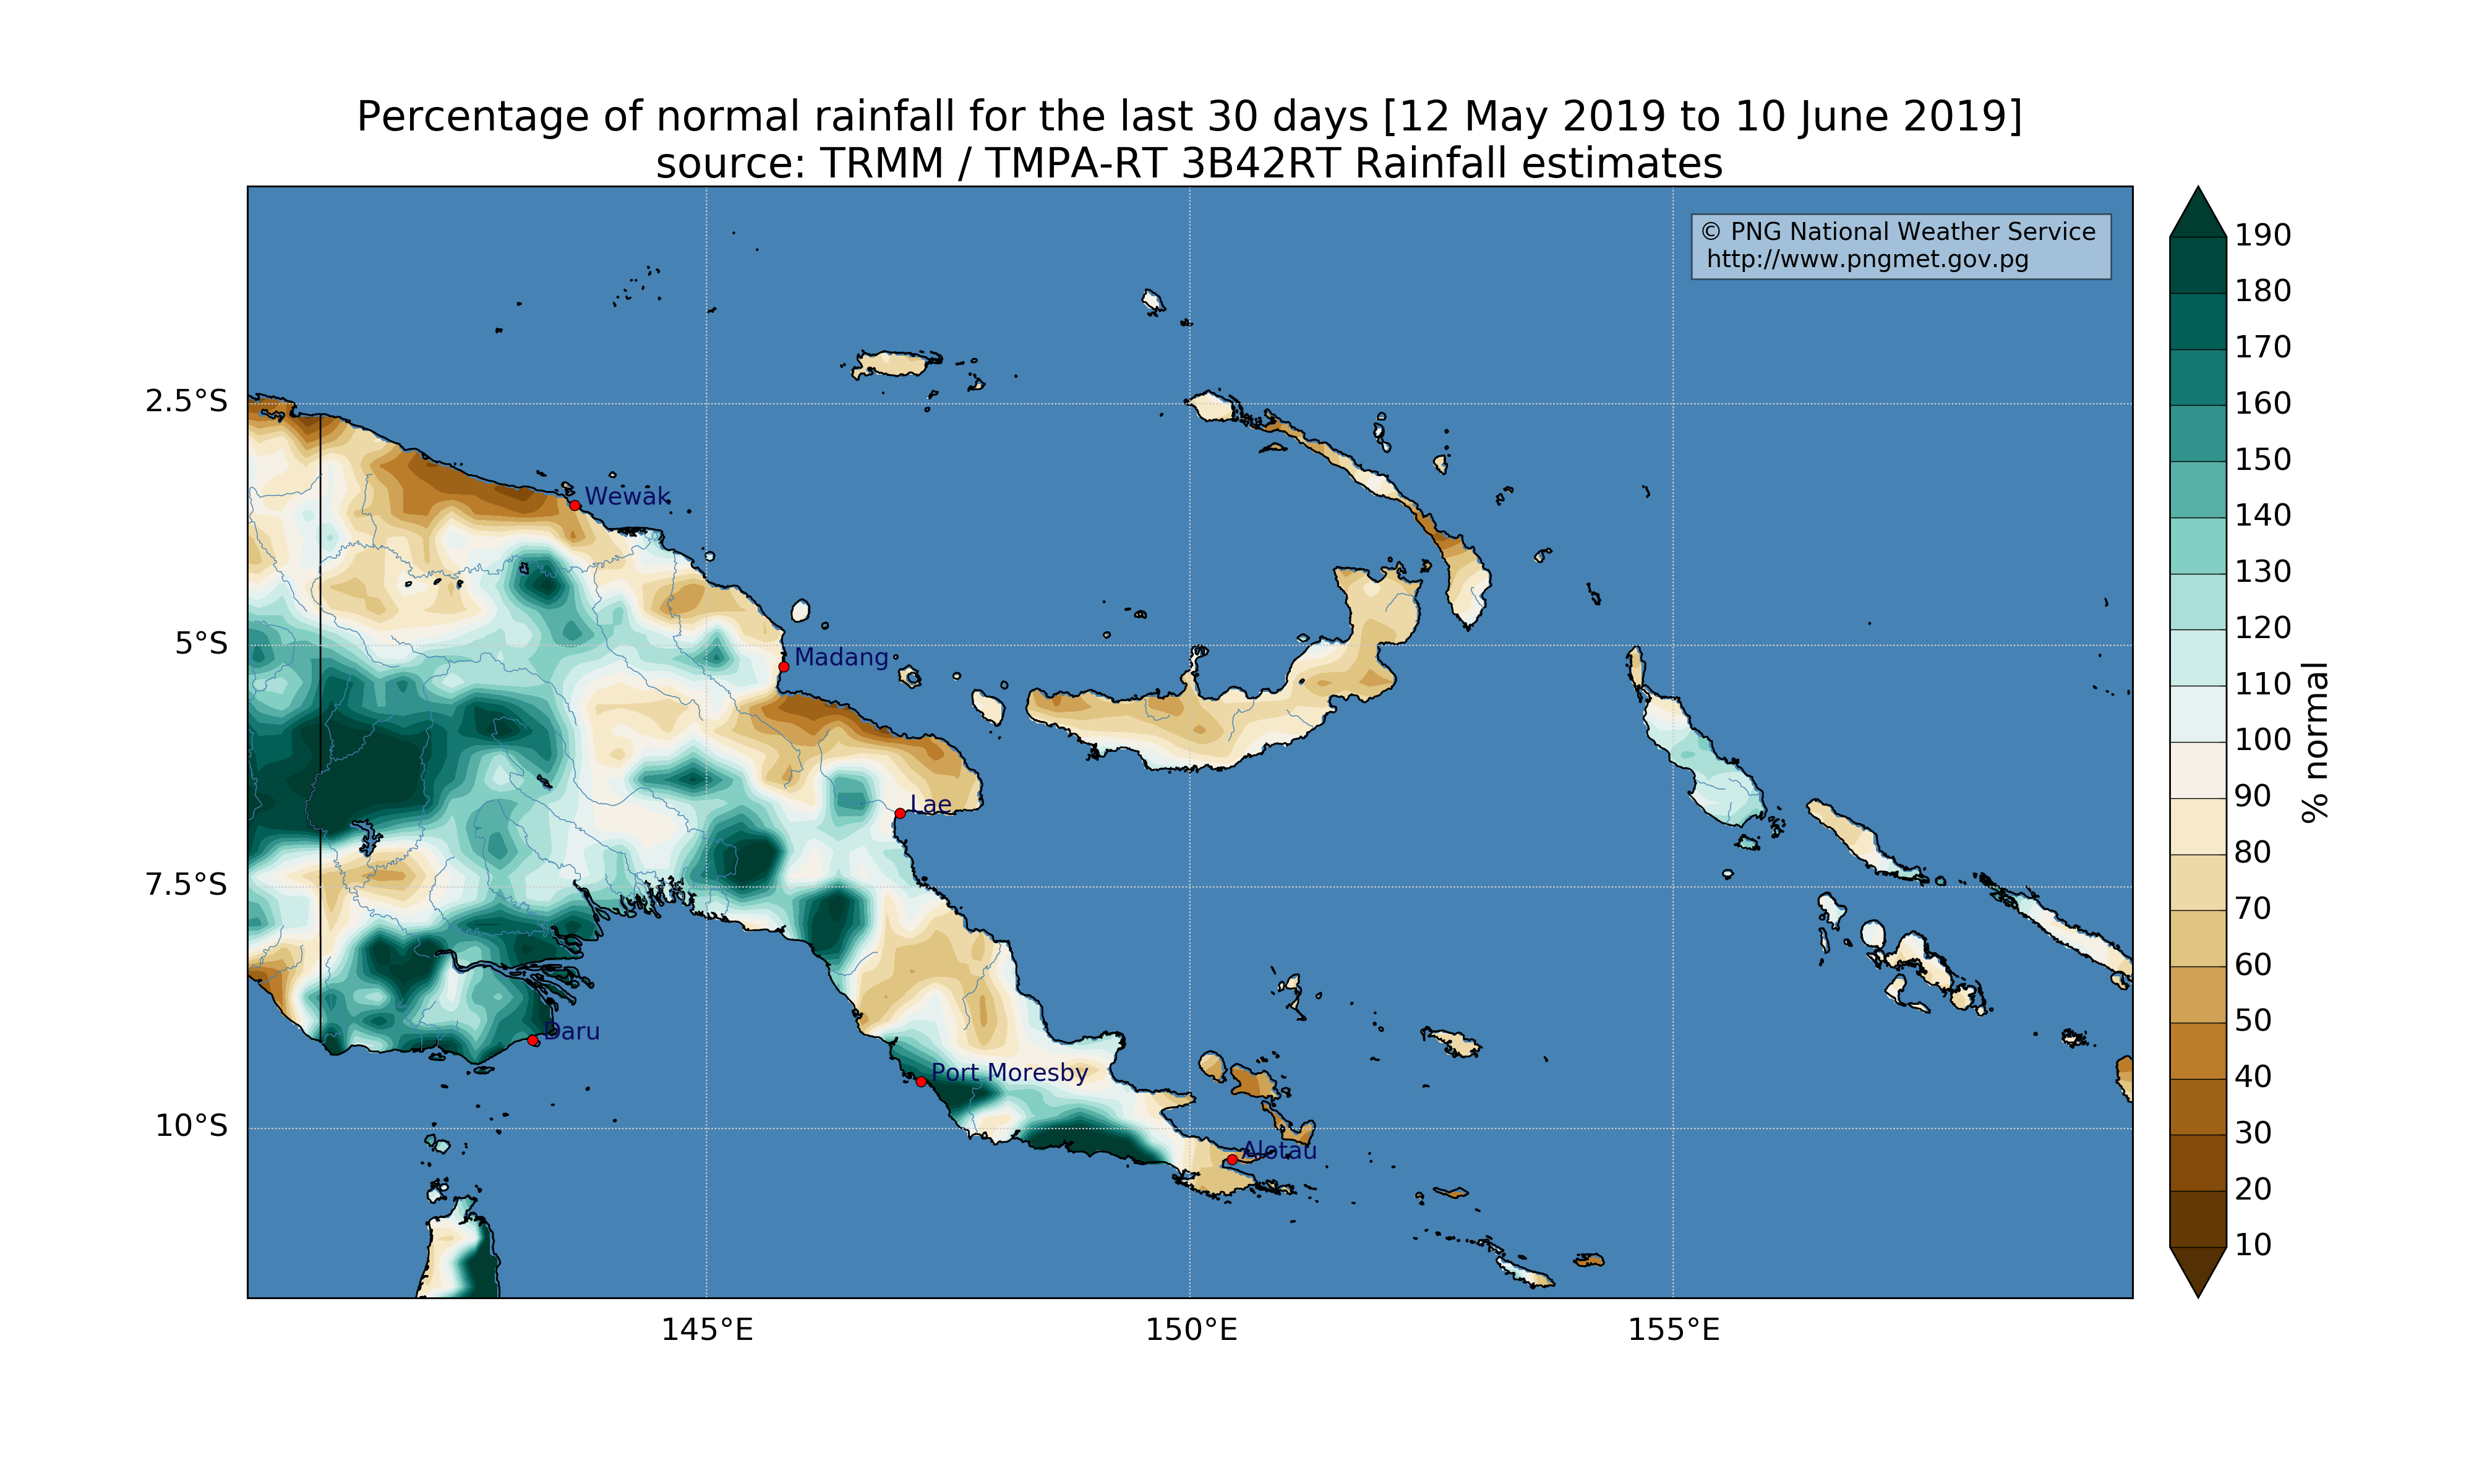 Percentage of normal rainfall for the last 30 days [12 May 2019 to 10 June 2019]
source: TRMM / TMPA-RT 3B42RT Rainfall estimates
© PNG National Weather Service
http://www.pngmet.gov.pg
2.5°S
5°S
7.5°S
10°S
Wewak
Madang
Lae
Daru
Port Moresby
Alotau
145°E
150°E
155°E
190
180
170
160
150
140
130
120
110
100
90
80
70
60
50
40
30
20
10
% normal